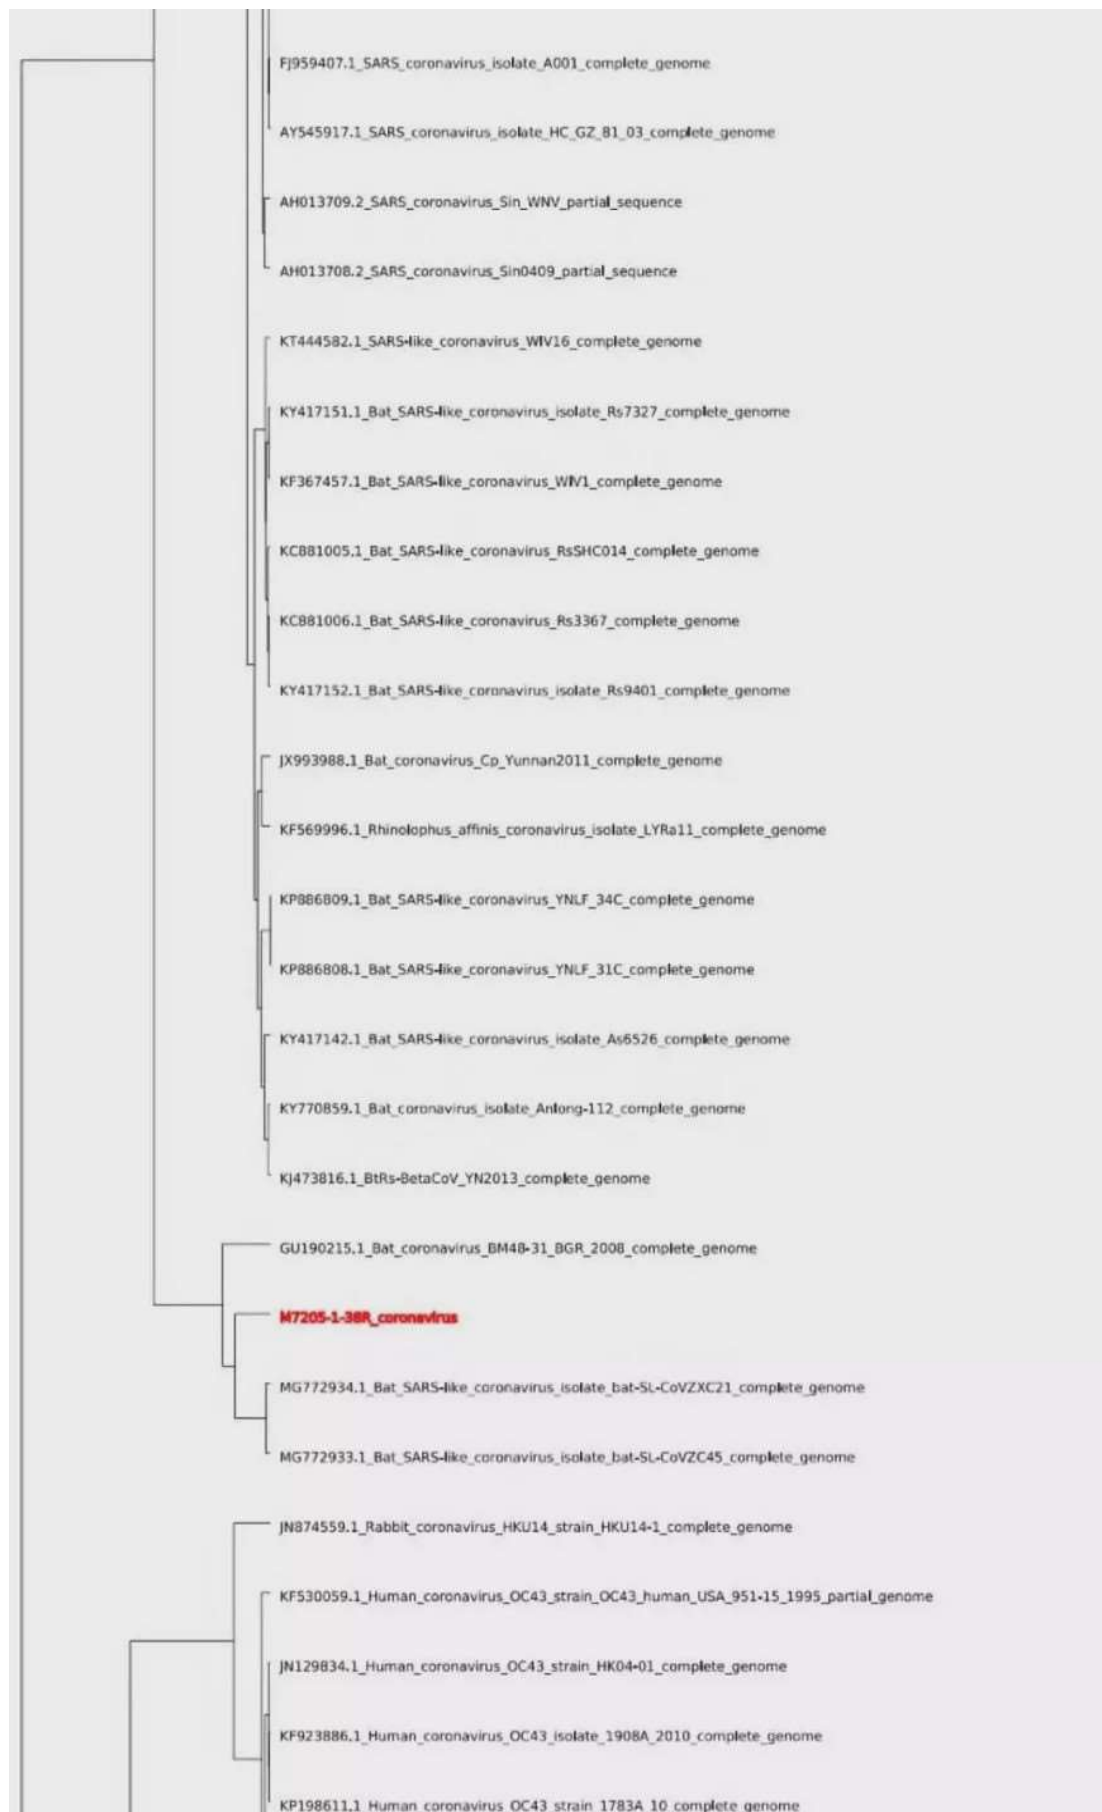 FJ959407.1_SARS_coronavirus_isolate_A001_complete_genome
AY545917.1_SARS_coronavirus_isolate_HC_GZ_81_03_complete_genome
AH013709.2_SARS_coronavirus_Sin_WNV_partial_sequence
AH013708.2_SARS_coronavirus_Sin0409_partial_sequence
KT444582.1_SARS-like_coronavirus_WIV16_complete_genome
KY417151.1_Bat_SARS-like_coronavirus_isolate_Rs7327_complete_genome
KF367457.1_Bat_SARS-like_coronavirus_WIV1_complete_genome
KC881005.1_Bat_SARS-like_coronavirus_RsSHC014_complete_genome
KC881006.1_Bat_SARS-like_coronavirus_Rs3367_complete_genome
KY417152.1_Bat_SARS-like_coronavirus_isolate_Rs9401_complete_genome
JX993988.1_Bat_coronavirus_Cp_Yunnan2011_complete_genome
KF569996.1_Rhinolophus_affinis_coronavirus_isolate_LYRa11_complete_genome
KP886809.1_Bat_SARS-like_coronavirus_YNLF_34C_complete_genome
KP886808.1_Bat_SARS-like_coronavirus_YNLF_31C_complete_genome
KY417142.1_Bat_SARS-like_coronavirus_isolate_As6526_complete_genome
KY770859.1_Bat_coronavirus_isolate_Anlong-112_complete_genome
KJ473816.1_BtRs-BetaCoV_YN2013_complete_genome
GU190215.1_Bat_coronavirus_BM48-31_BGR_2008_complete_genome
M7205-1-38R_coronavirus
MG772934.1_Bat_SARS-like_coronavirus_isolate_bat-SL-CoVZXC21_complete_genome
MG772933.1_Bat_SARS-like_coronavirus_isolate_bat-SL-CoVZC45_complete_genome
JN874559.1_Rabbit_coronavirus_HKU14_strain_HKU14-1_complete_genome
KF530059.1_Human_coronavirus_OC43_strain_OC43_human_USA_951-15_1995_partial_genome
JN129834.1_Human_coronavirus_OC43_strain_HK04-01_complete_genome
KF923886.1_Human_coronavirus_OC43_isolate_1908A_2010_complete_genome
KP198611.1_Human_coronavirus_OC43_strain_1783A_10_complete_genome